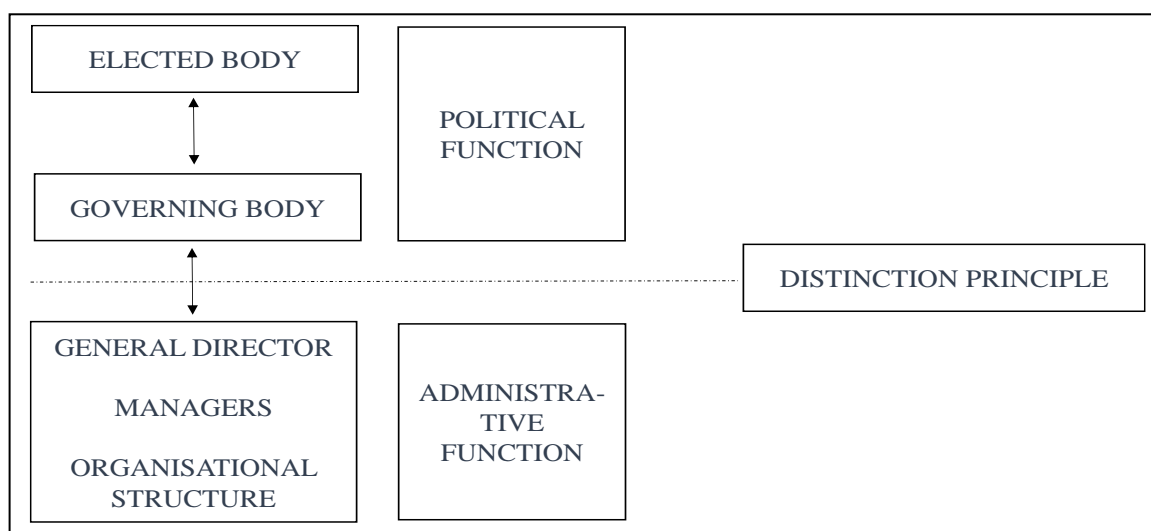 ELECTED BODY
POLITICAL
FUNCTION
GOVERNING BODY
DISTINCTION PRINCIPLE
GENERAL DIRECTOR
MANAGERS
ORGANISATIONAL
STRUCTURE
ADMINISTRA-
TIVE
FUNCTION